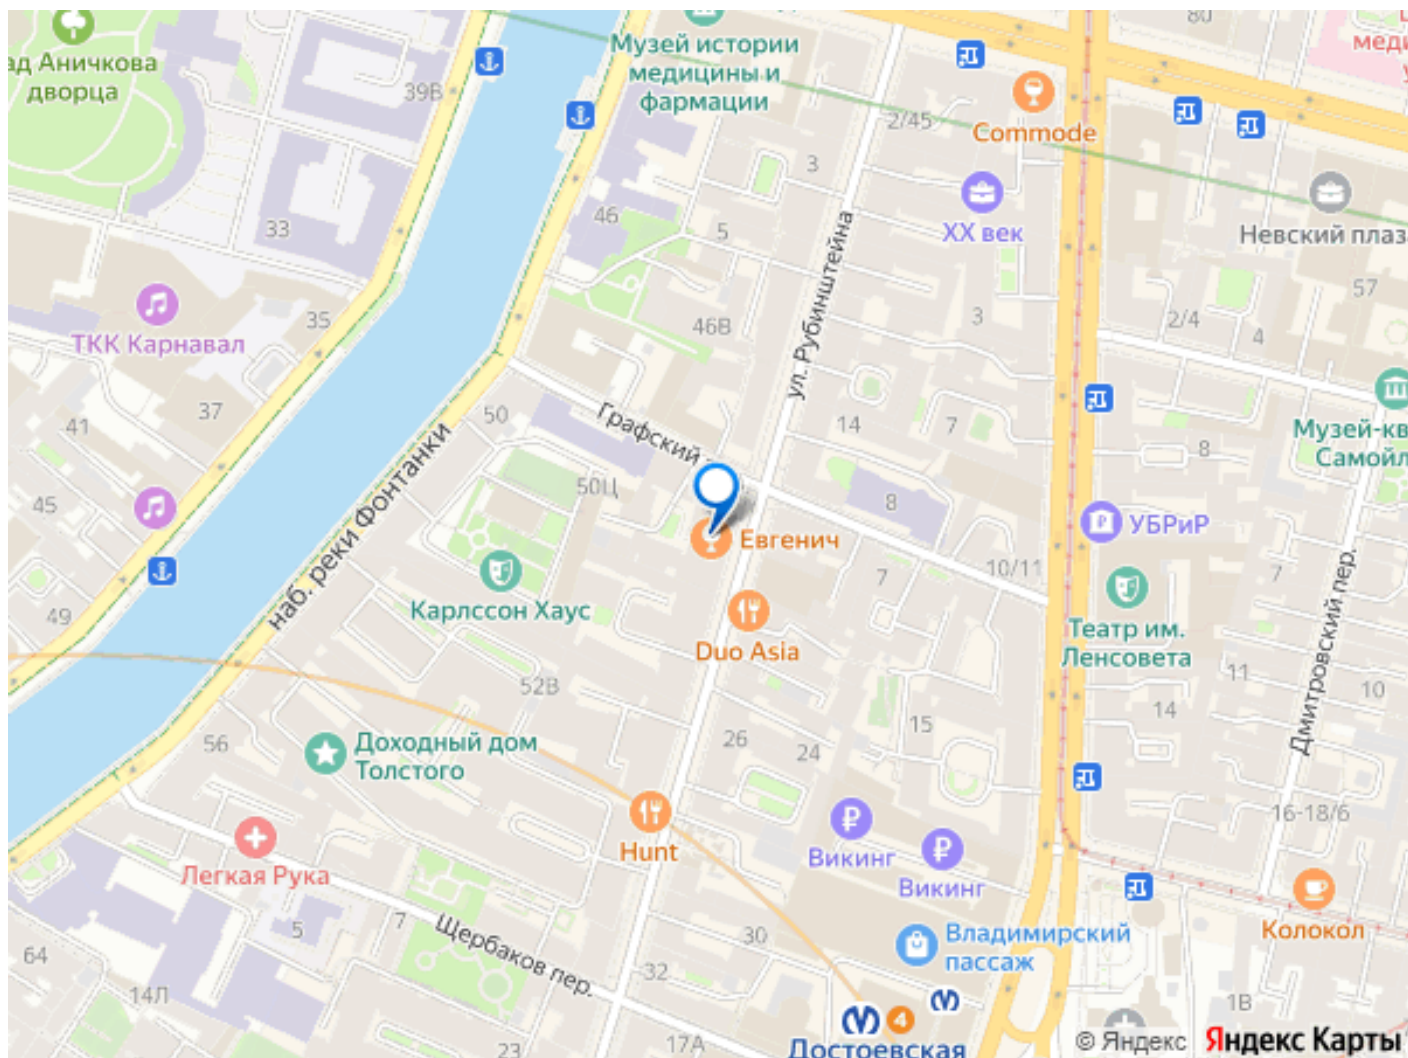 Музей истории
медицины и
фармации
ад Аничкова
дворца
39В
80
меди
2/45
Commode
3
46
5
33
ХХ век
Невский плаз
57
ТКК Карнавал
35
46В
ул. Рубинштейна
3
2/4
4
37
41
50
Графский
14
7
8
Музей-кв
Самойл
45
наб. реки Фонтанки
50Ц
8
УБРиР
Евгенич
49
Карлссон Хаус
7
10/11
7
Театр им.
Ленсовета
Duo Asia
Дмитровский пер.
11
10
52В
14
56
Доходный дом
Толстого
26
24
15
16-18/6
Hunt
Викинг
Викинг
Легкая Рука
5
7
Щербаков пер.
30
Владимирский
пассаж
Колокол
64
14Л
32
1В
4
Достоевская
23
17А
© Яндекс
Яндекс Карты